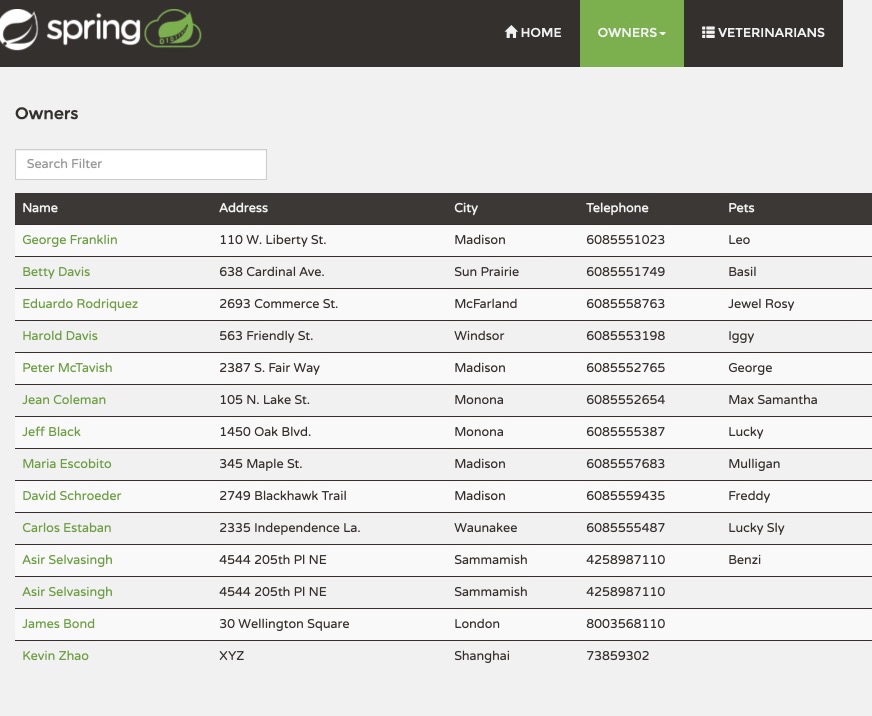 spring
HOME OWNERS VETERINARIANS
Owners
Search Filter
Name Address City Telephone Pets
George Franklin 110 W. Liberty St. Madison 6085551023 Leo
Betty Davis 638 Cardinal Ave. Sun Prairie 6085551749 Basil
Eduardo Rodriquez 2693 Commerce St. McFarland 6085558763 Jewel Rosy
Harold Davis 563 Friendly St. Windsor 6085553198 Iggy
Peter McTavish 2387 S. Fair Way Madison 6085552765 George
Jean Coleman 105 N. Lake St. Monona 6085552654 Max Samantha
Jeff Black 1450 Oak Blvd. Monona 6085555387 Lucky
Maria Escobito 345 Maple St. Madison 6085557683 Mulligan
David Schroeder 2749 Blackhawk Trail Madison 6085559435 Freddy
Carlos Estaban 2335 Independence La. Waunakee 6085555487 Lucky Sly
Asir Selvasingh 4544 205th Pl NE Sammamish 4258987110 Benzi
Asir Selvasingh 4544 205th Pl NE Sammamish 4258987110
James Bond 30 Wellington Square London 8003568110
Kevin Zhao XYZ Shanghai 73859302